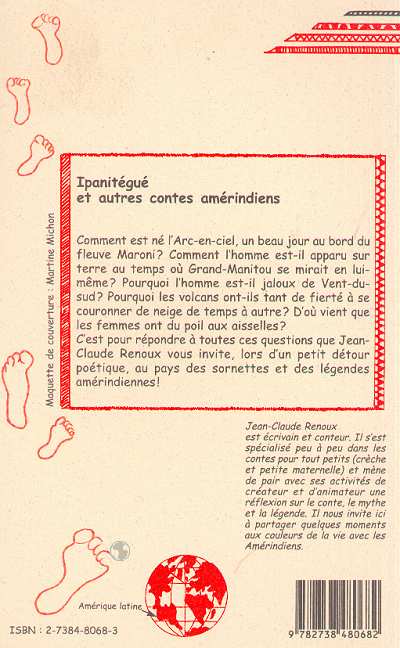 Ipanitégué
et autres contes amérindiens
Comment est né l'Arc-en-ciel, un beau jour au bord du
fleuve Maroni? Comment l'homme est-il apparu sur
terre au temps où Grand-Manitou se mirait en lui-
même? Pourquoi l'homme est-il jaloux de Vent-du-
sud? Pourquoi les volcans ont-ils tant de fierté à se
couronner de neige de temps à autre? D'où vient que
les femmes ont du poil aux aisselles?
C'est pour répondre à toutes ces questions que Jean-
Claude Renoux vous invite, lors d'un petit détour
poétique, au pays des sornettes et des légendes
amérindiennes!
Maquette de couverture : Martine Michon
Jean-Claude Renoux
est écrivain et conteur. Il s'est
spécialisé peu à peu dans les
contes pour tout petits (crèche
et petite maternelle) et mène
de pair avec ses activités de
créateur et d'animateur une
réflexion sur le conte, le mythe
et la légende. Il nous invite ici
à partager quelques moments
aux couleurs de la vie avec les
Amérindiens.
Amérique latine
ISBN : 2-7384-8068-3
9 782738 480682